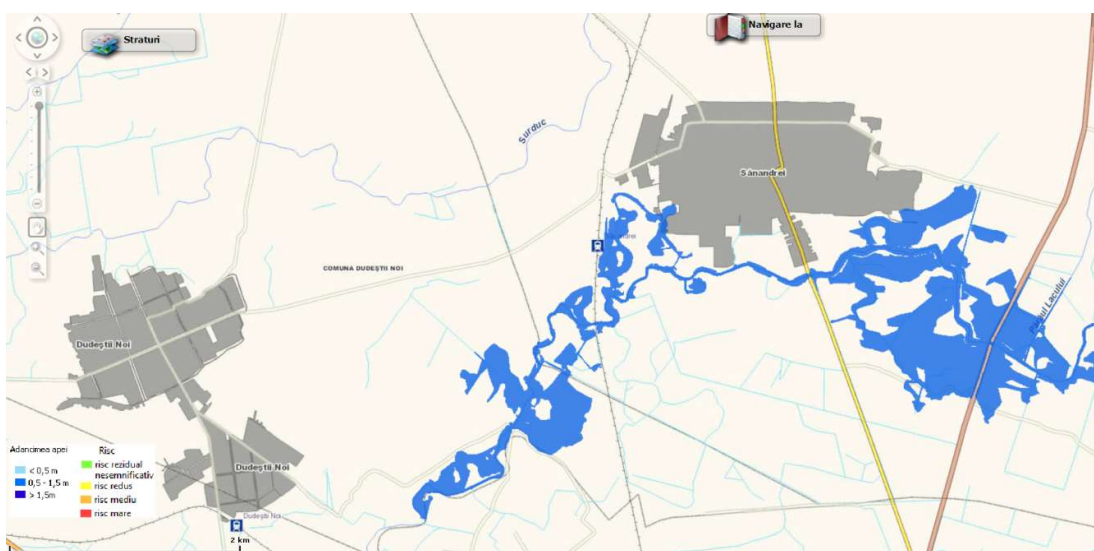 Straturi
Navigare la
Surduc
Sânandrei
COMUNA DUDEȘTII NOI
Pârâul Lacului
Dudeștii Noi
Dudeștii Noi
Dudeștii Noi
2 km
Adancimea apei
< 0,5 m
0,5 - 1,5 m
> 1,5m
Risc
risc rezidual
nesemnificativ
risc redus
risc mediu
risc mare